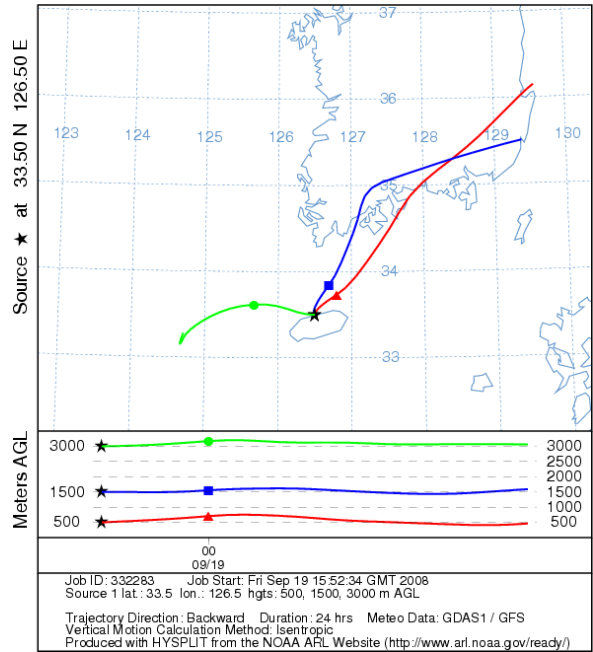 37
36
123 124 125 126 127 128 129 130
35
34
33
Source ★ at 33.50 N 126.50 E
Meters AGL
3000 3000
2500
2000
1500 1500
1000
500 500
00
09/19
Job ID: 332283 Job Start: Fri Sep 19 15:52:34 GMT 2008
Source 1 lat.: 33.5 lon.: 126.5 hgts: 500, 1500, 3000 m AGL
Trajectory Direction: Backward Duration: 24 hrs Meteo Data: GDAS1 / GFS
Vertical Motion Calculation Method: Isentropic
Produced with HYSPLIT from the NOAA ARL Website (http://www.arl.noaa.gov/ready/)